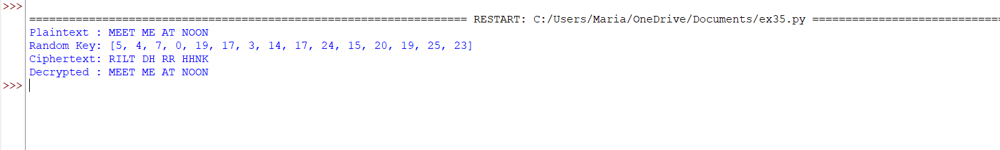 >>>
================================================================== RESTART: C:/Users/Maria/OneDrive/Documents/ex35.py =============================
Plaintext : MEET ME AT NOON
Random Key: [5, 4, 7, 0, 19, 17, 3, 14, 17, 24, 15, 20, 19, 25, 23]
Ciphertext: RILT DH RR HHNK
Decrypted : MEET ME AT NOON
>>>